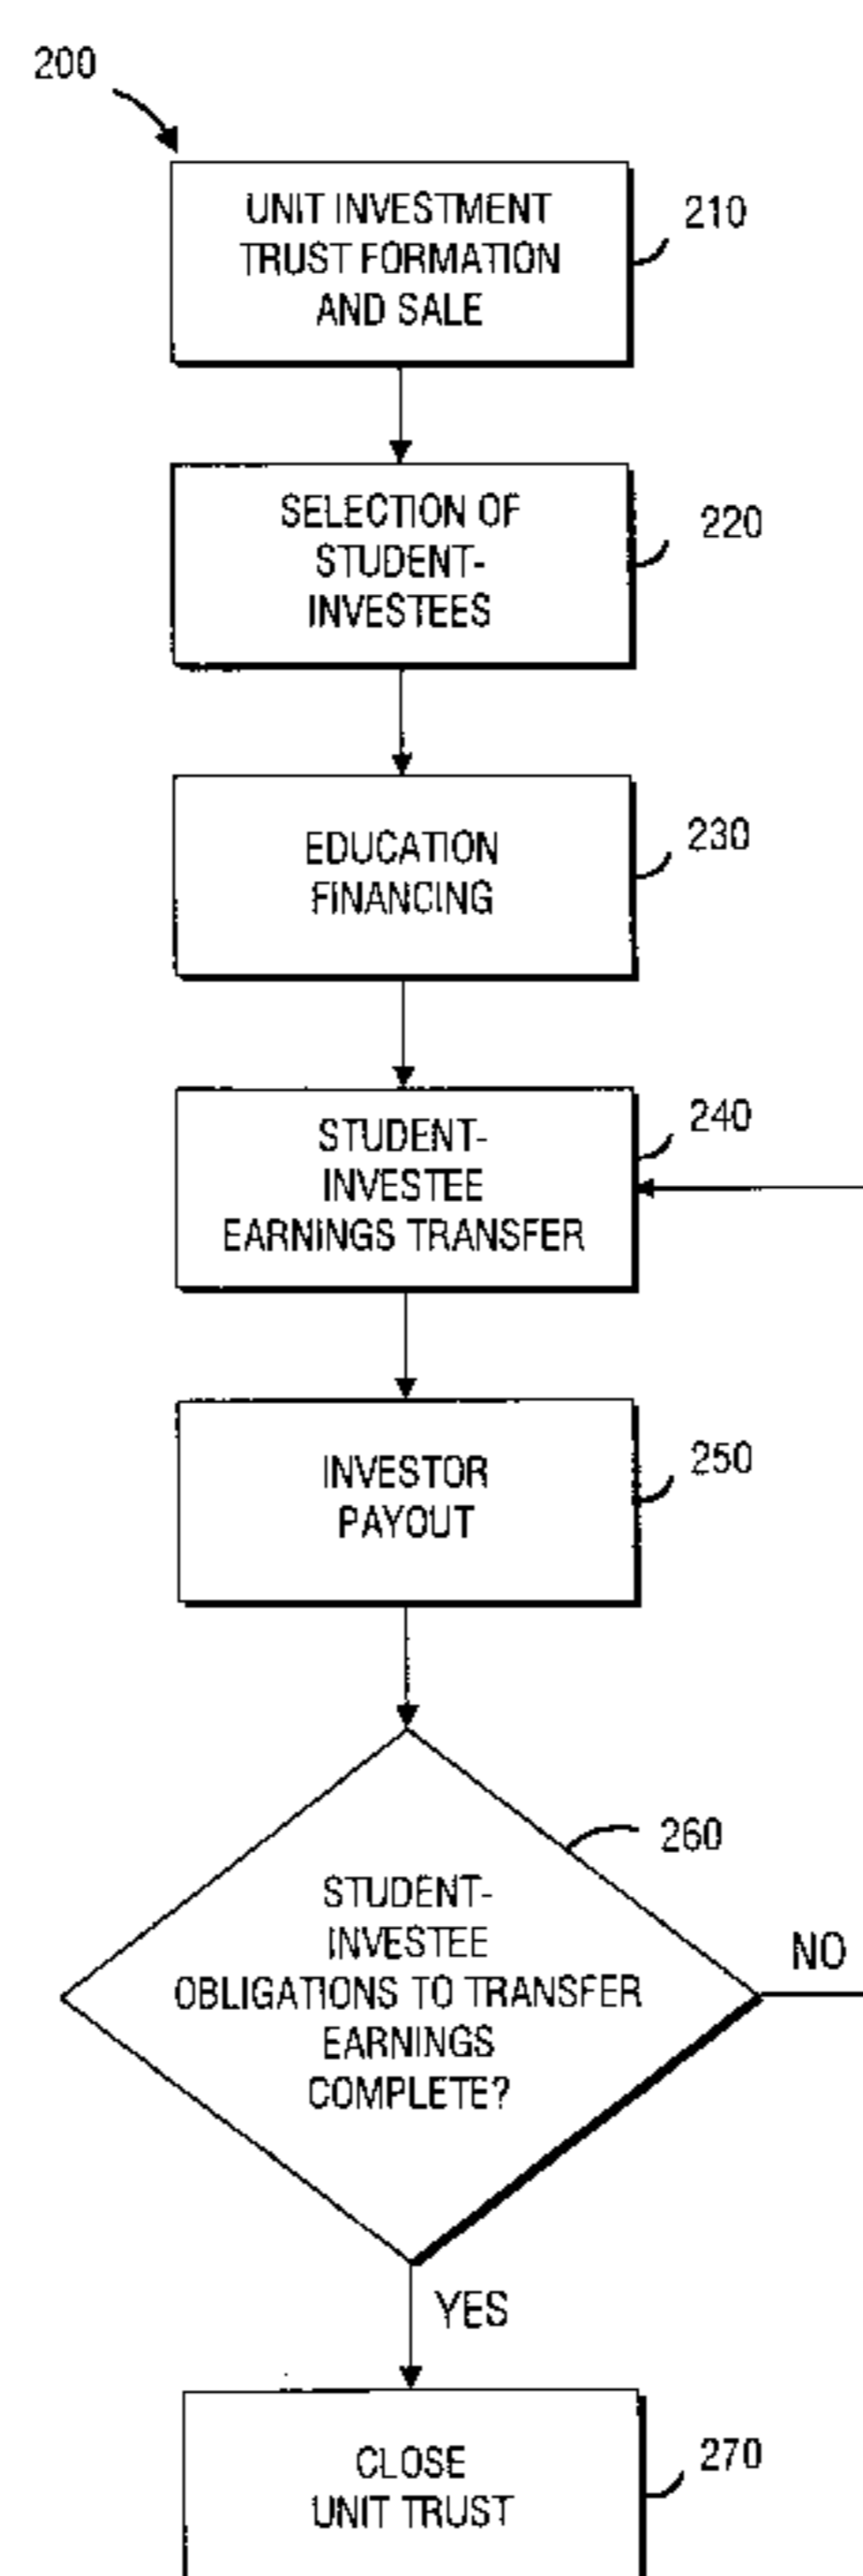 200
UNIT INVESTMENT
TRUST FORMATION
AND SALE
210
SELECTION OF
STUDENT-
INVESTEES
220
EDUCATION
FINANCING
230
STUDENT-
INVESTEE
EARNINGS TRANSFER
240
INVESTOR
PAYOUT
250
260
STUDENT-
INVESTEE
OBLIGATIONS TO TRANSFER
EARNINGS
COMPLETE?
NO
YES
CLOSE
UNIT TRUST
270